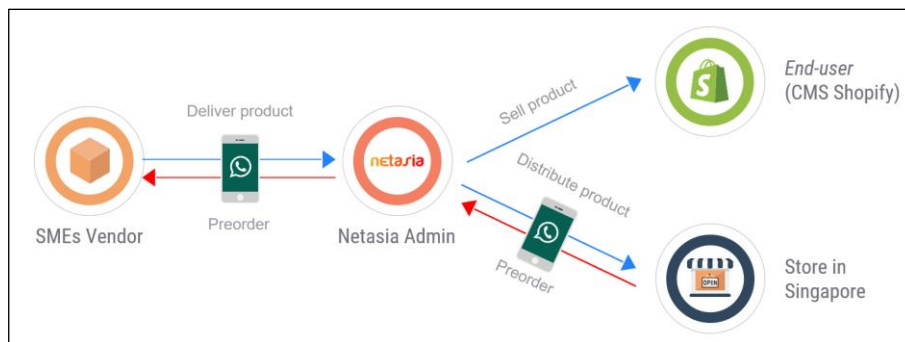 Deliver product
Preorder
SMEs Vendor
netasia
Netasia Admin
Sell product
Distribute product
Preorder
S
End-user
(CMS Shopify)
OPEN
Store in
Singapore